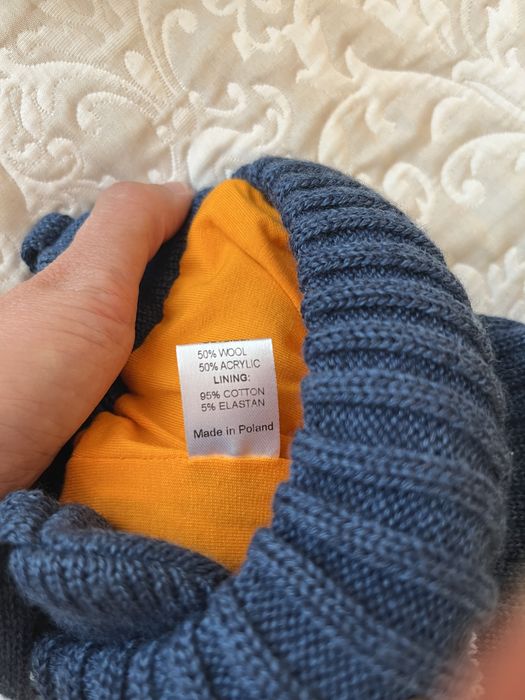 50% WOOL
50% ACRYLIC
LINING:
95% COTTON
5% ELASTAN
Made in Poland